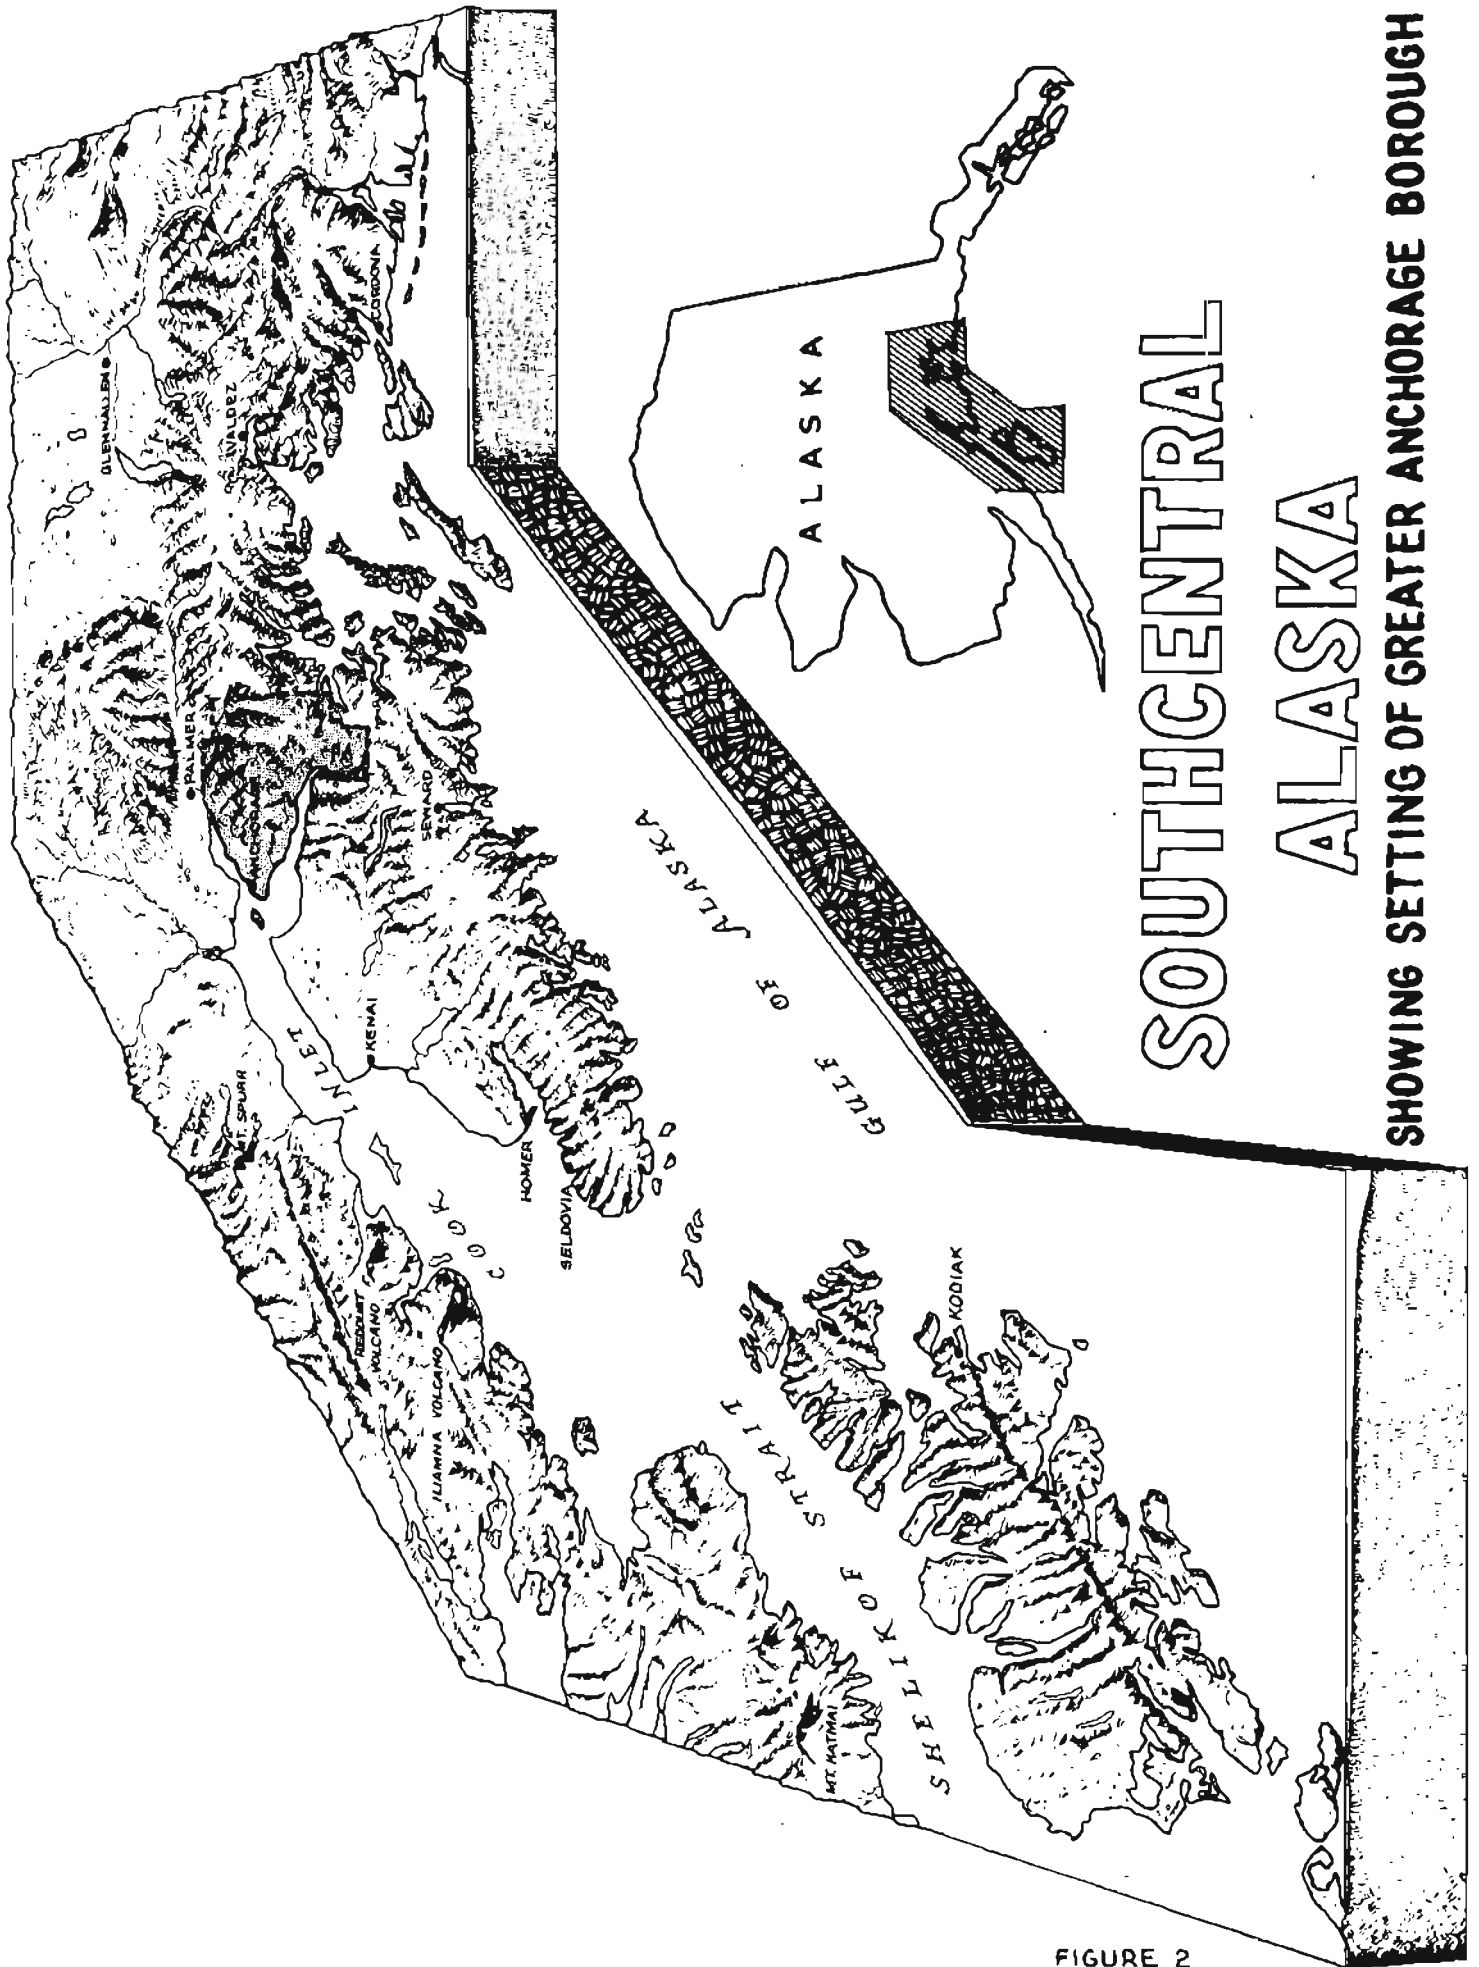 GLENNALLEN
VALDEZ
CORDOVA
PALMER
ANCHORAGE
SEWARD
KENAI
MT. SPURR
COOK INLET
HOMER
SELDOVIA
REDOUBT
VOLCANO
ILIAMNA VOLCANO
GULF OF ALASKA
KODIAK
SHELIKOF STRAIT
MT. KATMAI
ALASKA
SOUTHCENTRAL
ALASKA
SHOWING SETTING OF GREATER ANCHORAGE BOROUGH
FIGURE 2